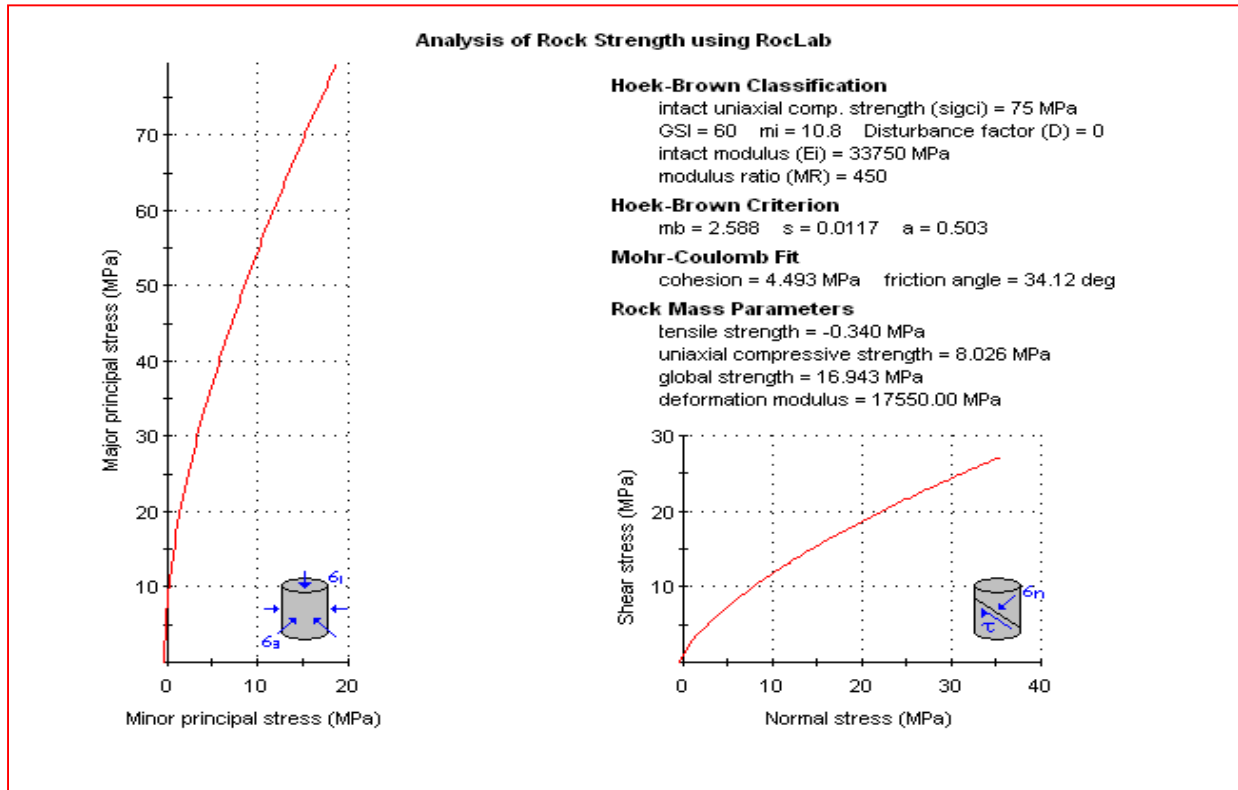 Analysis of Rock Strength using RocLab
Hoek-Brown Classification
intact uniaxial comp. strength (sigci) = 75 MPa
GSI = 60 mi = 10.8 Disturbance factor (D) = 0
intact modulus (Ei) = 33750 MPa
modulus ratio (MR) = 450
Hoek-Brown Criterion
mb = 2.588 s = 0.0117 a = 0.503
Mohr-Coulomb Fit
cohesion = 4.493 MPa friction angle = 34.12 deg
Rock Mass Parameters
tensile strength = -0.340 MPa
uniaxial compressive strength = 8.026 MPa
global strength = 16.943 MPa
deformation modulus = 17550.00 MPa
Major principal stress (MPa)
70
60
50
40
30
20
10
0 10 20
Minor principal stress (MPa)
σ1
σ3
Shear stress (MPa)
30
20
10
0 10 20 30 40
Normal stress (MPa)
σn
τ